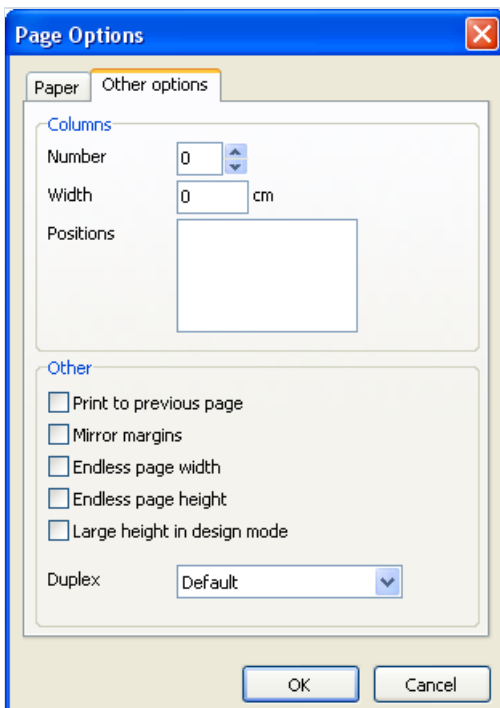 Page Options
Paper Other options
Columns
Number 0
Width 0 cm
Positions
Other
Print to previous page
Mirror margins
Endless page width
Endless page height
Large height in design mode
Duplex Default
OK Cancel